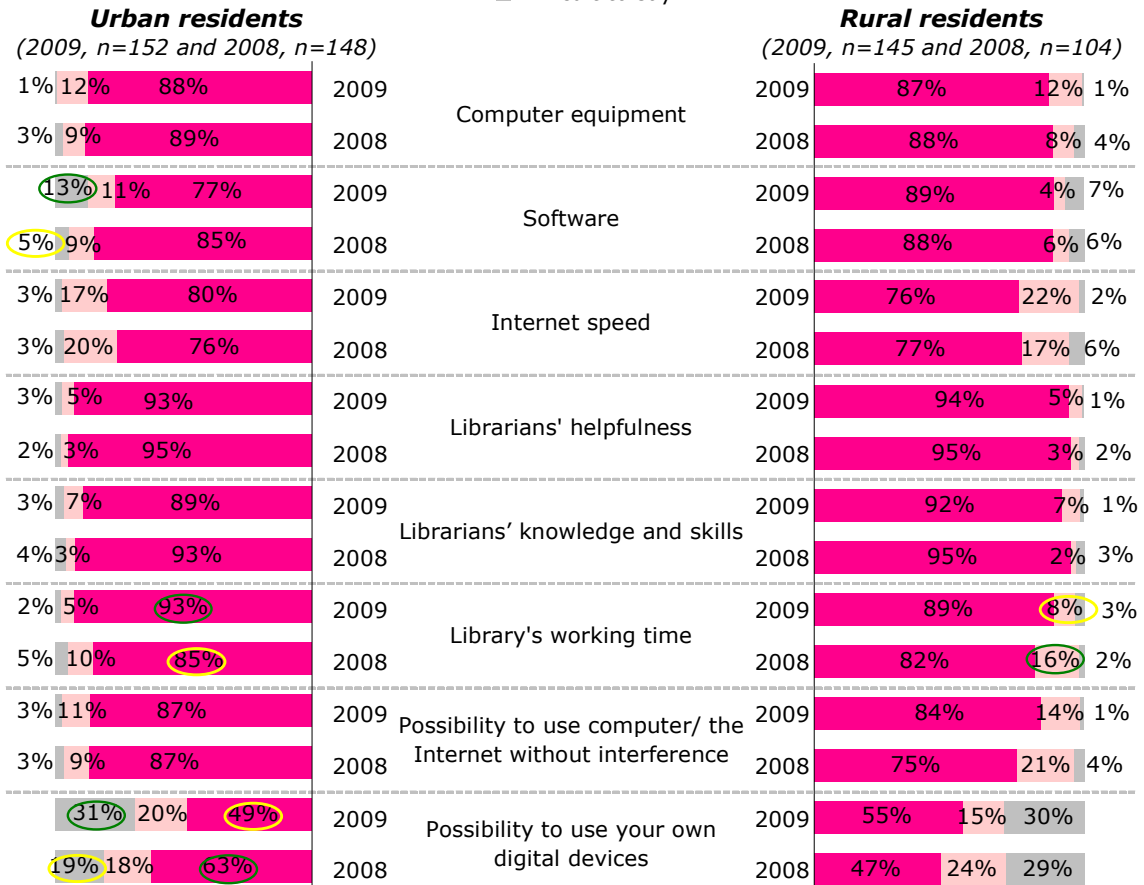 Urban residents
Rural residents
(2009, n=152 and 2008, n=148)
(2009, n=145 and 2008, n=104)
1% 12% 88% 2009 Computer equipment 2009 87% 12% 1%
3% 9% 89% 2008 2008 88% 8% 4%
13% 11% 77% 2009 Software 2009 89% 4% 7%
5% 9% 85% 2008 2008 88% 6% 6%
3% 17% 80% 2009 Internet speed 2009 76% 22% 2%
3% 20% 76% 2008 2008 77% 17% 6%
3% 5% 93% 2009 Librarians' helpfulness 2009 94% 5% 1%
2% 3% 95% 2008 2008 95% 3% 2%
3% 7% 89% 2009 Librarians’ knowledge and skills 2009 92% 7% 1%
4% 3% 93% 2008 2008 95% 2% 3%
2% 5% 93% 2009 Library's working time 2009 89% 8% 3%
5% 10% 85% 2008 2008 82% 16% 2%
3% 11% 87% 2009 Possibility to use computer/ the 2009 84% 14% 1%
3% 9% 87% 2008 Internet without interference 2008 75% 21% 4%
31% 20% 49% 2009 Possibility to use your own 2009 55% 15% 30%
19% 18% 63% 2008 digital devices 2008 47% 24% 29%